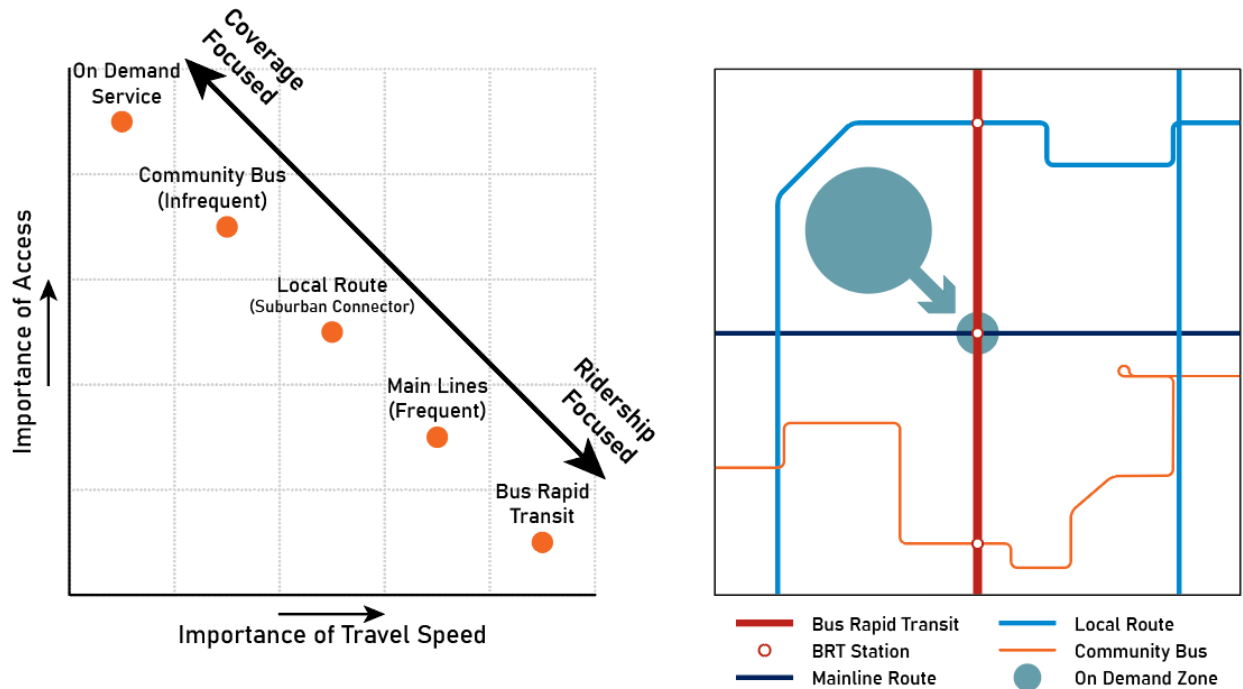 Coverage
Focused
On Demand
Service
Community Bus
(Infrequent)
Local Route
(Suburban Connector)
Main Lines
(Frequent)
Ridership
Focused
Bus Rapid
Transit
Importance of Access
Importance of Travel Speed
Bus Rapid Transit
BRT Station
Mainline Route
Local Route
Community Bus
On Demand Zone